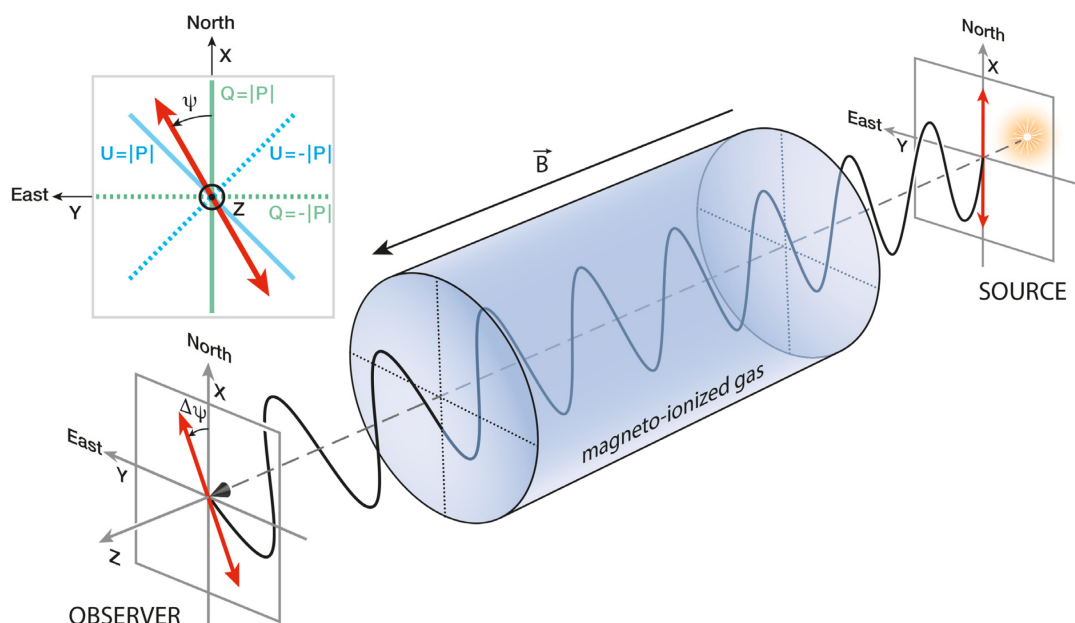 North
X
Q=|P|
ψ
U=|P|
U=-|P|
East
Y
Z
Q=-|P|
B
North
X
East
Y
SOURCE
magneto-ionized gas
North
X
Δψ
East
Y
Z
OBSERVER